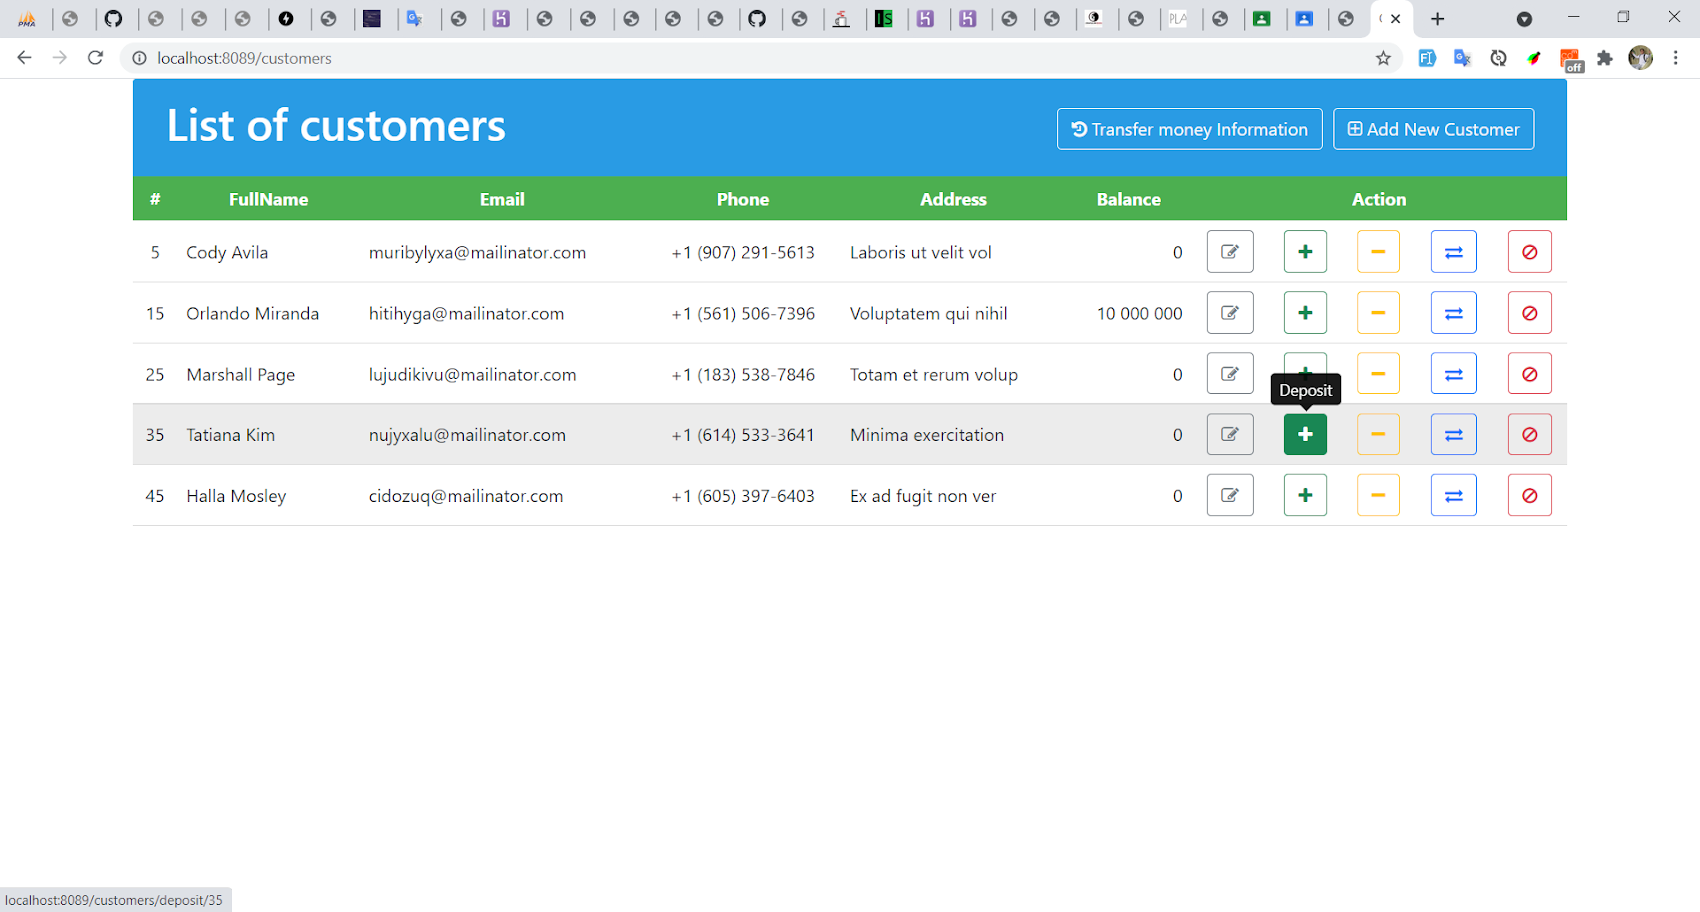 PMA
IS
PLA
localhost:8089/customers
off
List of customers
Transfer money Information
Add New Customer
# FullName Email Phone Address Balance Action
5 Cody Avila muribylyxa@mailinator.com +1 (907) 291-5613 Laboris ut velit vol 0
15 Orlando Miranda hitihyga@mailinator.com +1 (561) 506-7396 Voluptatem qui nihil 10 000 000
25 Marshall Page lujudikivu@mailinator.com +1 (183) 538-7846 Totam et rerum volup 0
Deposit
35 Tatiana Kim nujyxalu@mailinator.com +1 (614) 533-3641 Minima exercitation 0
45 Halla Mosley cidozuq@mailinator.com +1 (605) 397-6403 Ex ad fugit non ver 0
localhost:8089/customers/deposit/35